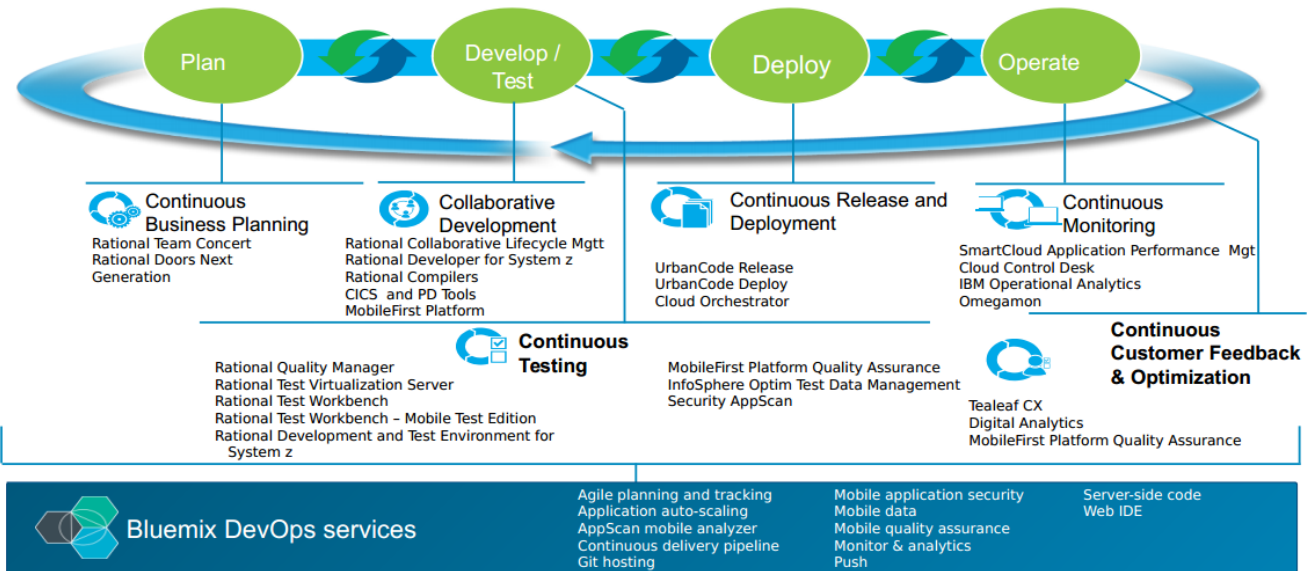 Plan
Develop /
Test
Deploy
Operate
Continuous
Business Planning
Rational Team Concert
Rational Doors Next
Generation
Collaborative
Development
Rational Collaborative Lifecycle Mgtt
Rational Developer for System z
Rational Compilers
CICS and PD Tools
MobileFirst Platform
Continuous Release and
Deployment
UrbanCode Release
UrbanCode Deploy
Cloud Orchestrator
Continuous
Monitoring
SmartCloud Application Performance Mgt
Cloud Control Desk
IBM Operational Analytics
Omegamon
Continuous
Testing
Rational Quality Manager
Rational Test Virtualization Server
Rational Test Workbench
Rational Test Workbench – Mobile Test Edition
Rational Development and Test Environment for
System z
MobileFirst Platform Quality Assurance
InfoSphere Optim Test Data Management
Security AppScan
Continuous
Customer Feedback
& Optimization
Tealeaf CX
Digital Analytics
MobileFirst Platform Quality Assurance
Bluemix DevOps services
Agile planning and tracking
Application auto-scaling
AppScan mobile analyzer
Continuous delivery pipeline
Git hosting
Mobile application security
Mobile data
Mobile quality assurance
Monitor & analytics
Push
Server-side code
Web IDE